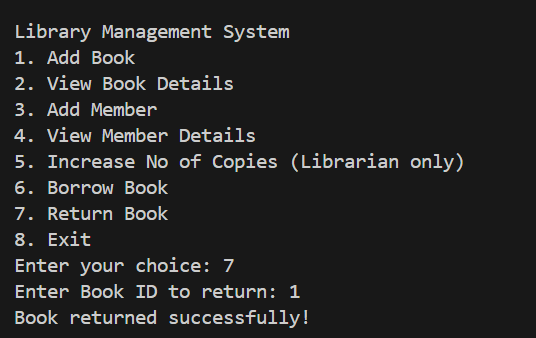 Library Management System
1. Add Book
2. View Book Details
3. Add Member
4. View Member Details
5. Increase No of Copies (Librarian only)
6. Borrow Book
7. Return Book
8. Exit
Enter your choice: 7
Enter Book ID to return: 1
Book returned successfully!